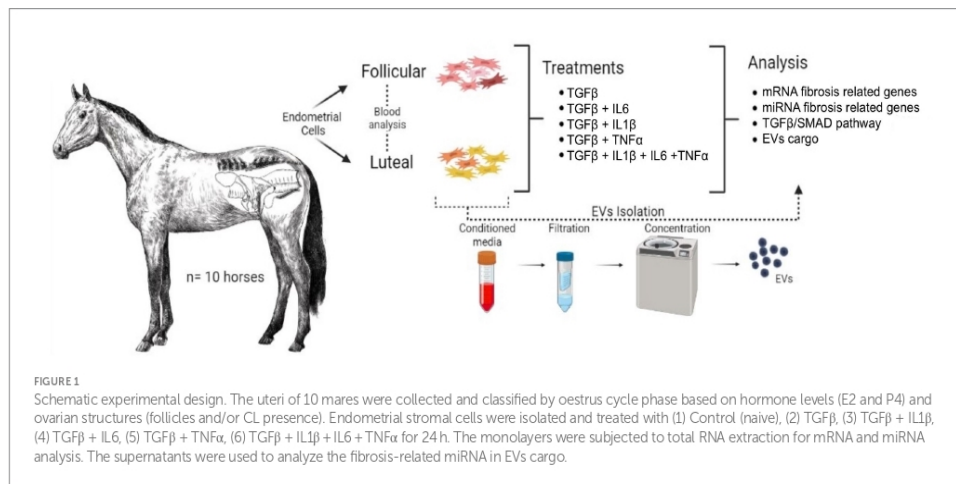 Follicular
Blood
analysis
Endometrial
Cells
Luteal
n= 10 horses
Treatments
• TGFβ
• TGFβ + IL6
• TGFβ + IL1β
• TGFβ + TNFα
• TGFβ + IL1β + IL6 +TNFα
Analysis
• mRNA fibrosis related genes
• miRNA fibrosis related genes
• TGFβ/SMAD pathway
• EVs cargo
EVs Isolation
Conditioned
media
Filtration
Concentration
EVs
FIGURE 1
Schematic experimental design. The uteri of 10 mares were collected and classified by oestrus cycle phase based on hormone levels (E2 and P4) and
ovarian structures (follicles and/or CL presence). Endometrial stromal cells were isolated and treated with (1) Control (naive), (2) TGFβ, (3) TGFβ + IL1β,
(4) TGFβ + IL6, (5) TGFβ + TNFα, (6) TGFβ + IL1β + IL6 + TNFα for 24 h. The monolayers were subjected to total RNA extraction for mRNA and miRNA
analysis. The supernatants were used to analyze the fibrosis-related miRNA in EVs cargo.